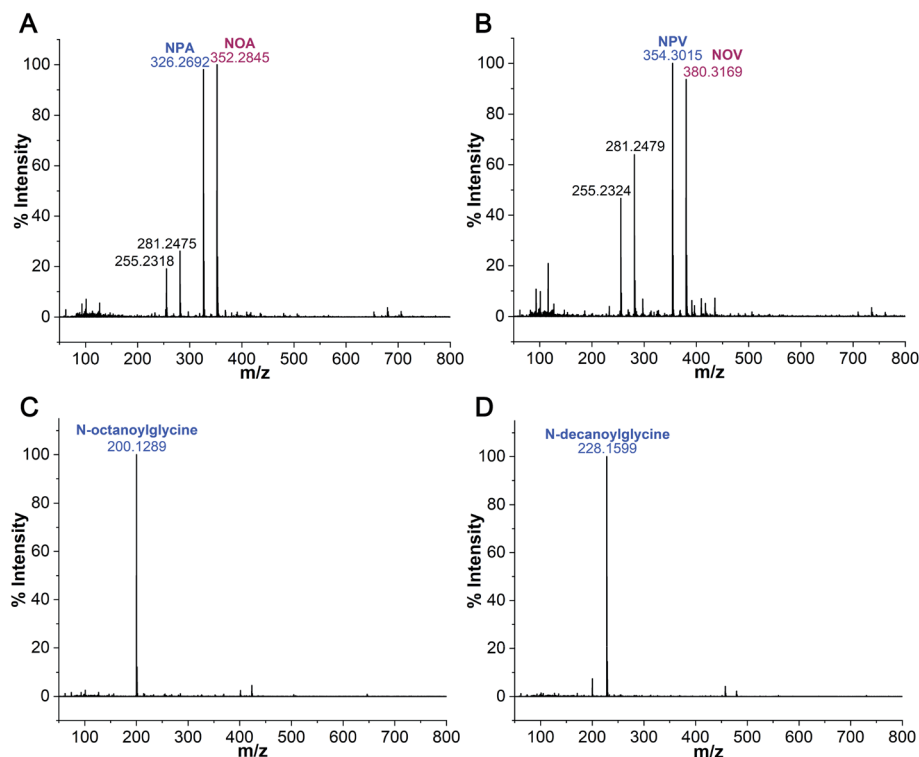 A
NPA NOA
326.2692 352.2845
281.2475
255.2318
% Intensity
100
80
60
40
20
0
100 200 300 400 500 600 700 800
m/z
B
NPV NOV
354.3015
380.3169
281.2479
255.2324
% Intensity
100
80
60
40
20
0
100 200 300 400 500 600 700 800
m/z
C
N-octanoylglycine
200.1289
% Intensity
100
80
60
40
20
0
100 200 300 400 500 600 700 800
m/z
D
N-decanoylglycine
228.1599
% Intensity
100
80
60
40
20
0
100 200 300 400 500 600 700 800
m/z